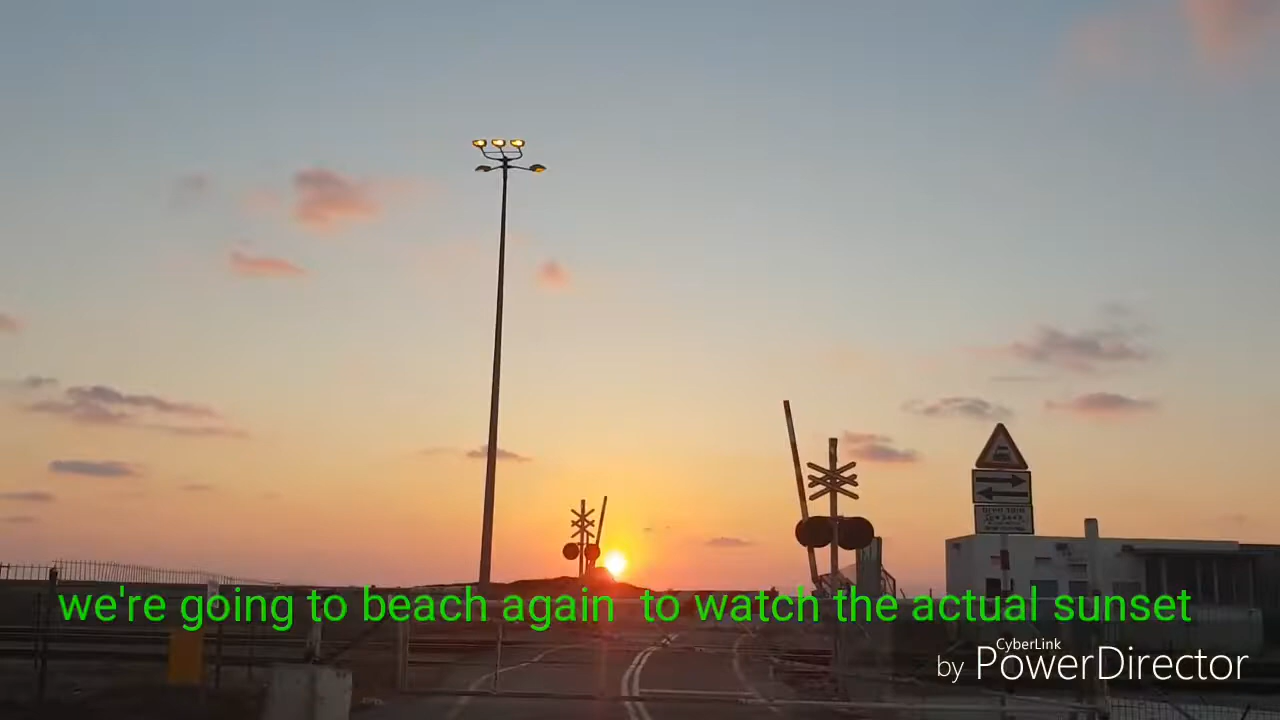 we're going to beach again  to watch the actual sunset
CyberLink
by PowerDirector